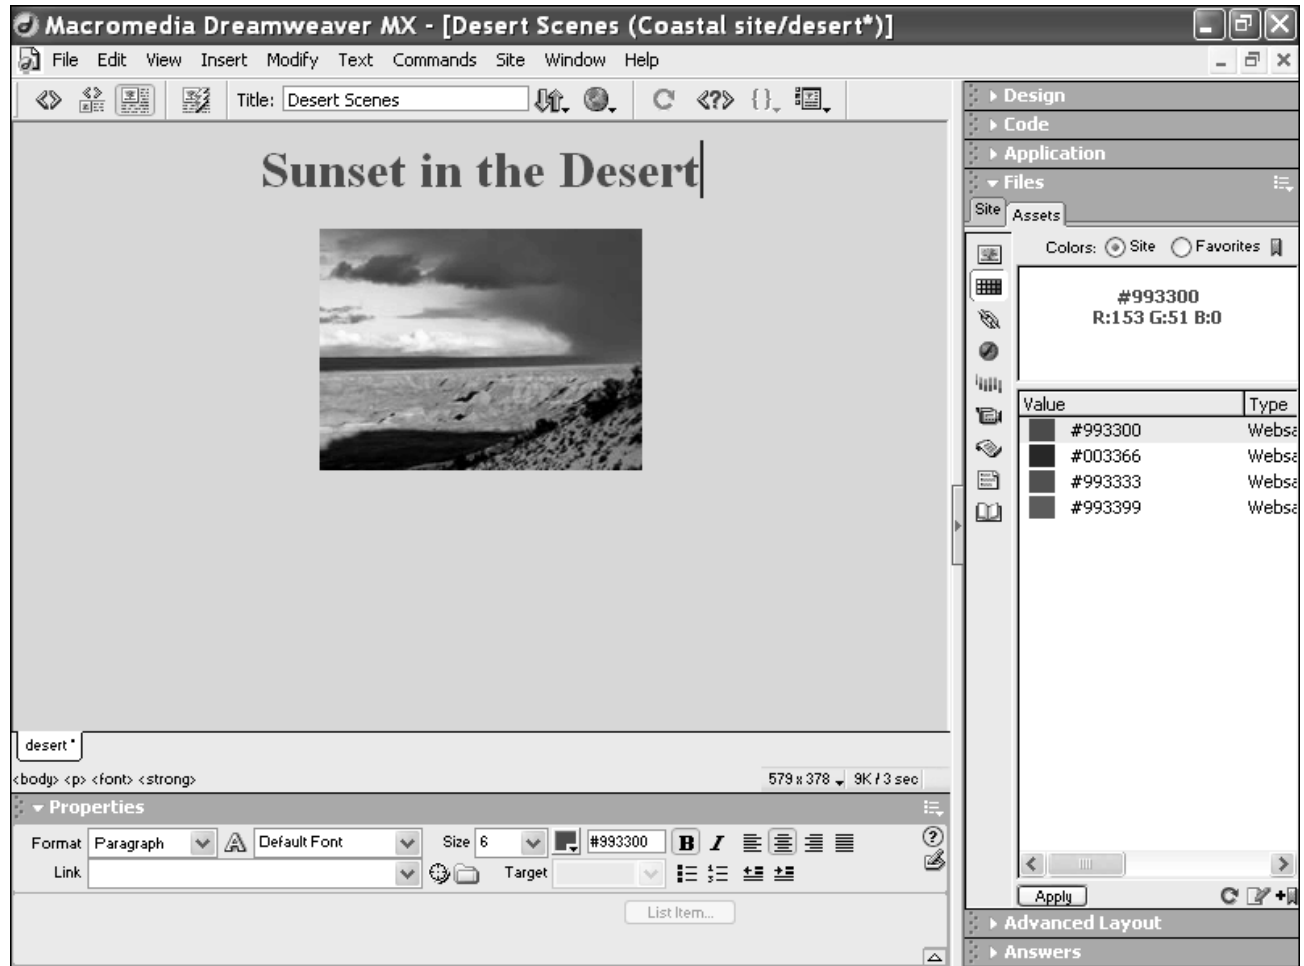 Macromedia Dreamweaver MX - [Desert Scenes (Coastal site/desert*)]
File Edit View Insert Modify Text Commands Site Window Help
Title: Desert Scenes
Sunset in the Desert
desert*
<body> <p> <font> <strong>
579 x 378 9K / 3 sec
Properties
Format Paragraph Default Font Size 6 #993300 B I
Link Target
List Item...
Design
Code
Application
Files
Site Assets
Colors: Site Favorites
#993300
R:153 G:51 B:0
Value Type
#993300 Websa
#003366 Websa
#993333 Websa
#993399 Websa
Apply
Advanced Layout
Answers